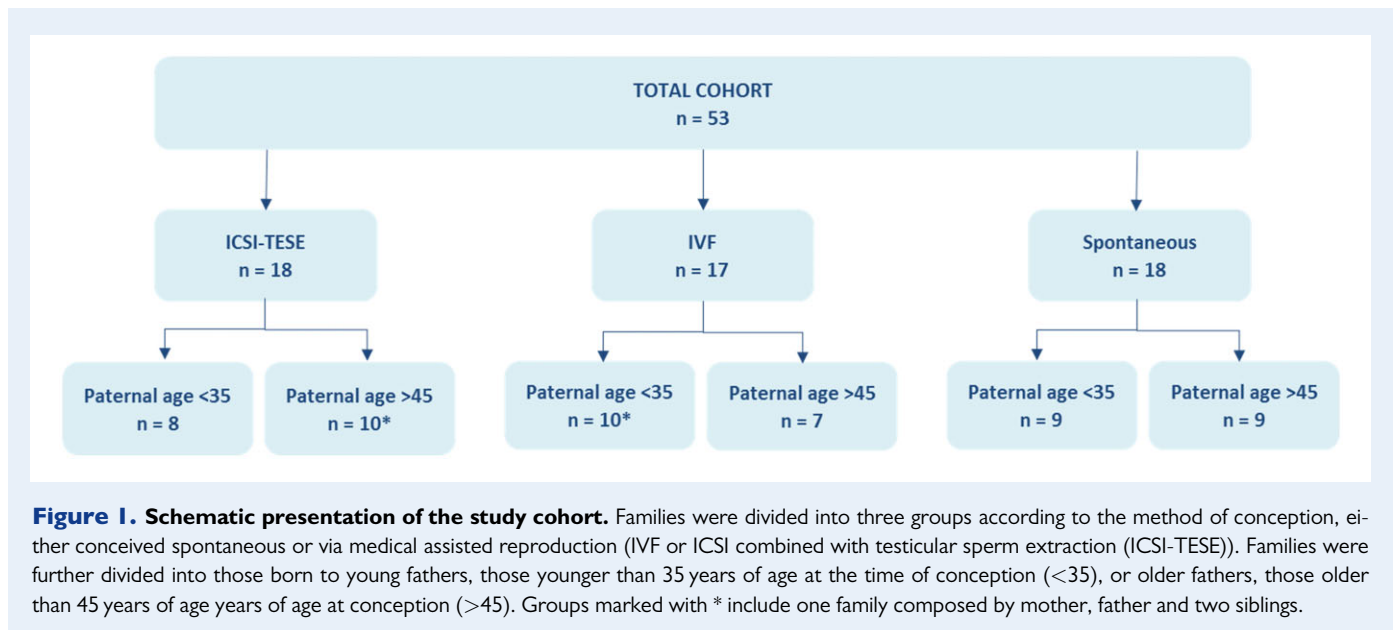 TOTAL COHORT
n = 53
ICSI-TESE
n = 18
IVF
n = 17
Spontaneous
n = 18
Paternal age <35
n = 8
Paternal age >45
n = 10*
Paternal age <35
n = 10*
Paternal age >45
n = 7
Paternal age <35
n = 9
Paternal age >45
n = 9
Figure 1. Schematic presentation of the study cohort. Families were divided into three groups according to the method of conception, ei-
ther conceived spontaneous or via medical assisted reproduction (IVF or ICSI combined with testicular sperm extraction (ICSI-TESE)). Families were
further divided into those born to young fathers, those younger than 35 years of age at the time of conception (<35), or older fathers, those older
than 45 years of age years of age at conception (>45). Groups marked with * include one family composed by mother, father and two siblings.